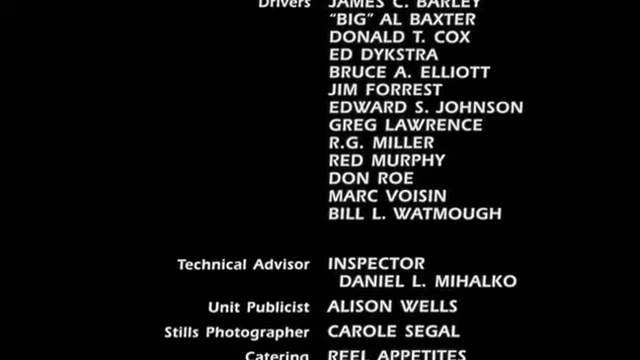 Drivers JAMES C. BARLEY
"BIG" AL BAXTER
DONALD T. COX
ED DYKSTRA
BRUCE A. ELLIOTT
JIM FORREST
EDWARD S. JOHNSON
GREG LAWRENCE
R.G. MILLER
RED MURPHY
DON ROE
MARC VOISIN
BILL L. WATMOUGH
Technical Advisor INSPECTOR
DANIEL L. MIHALKO
Unit Publicist ALISON WELLS
Stills Photographer CAROLE SEGAL
Catering REEL APPETITES